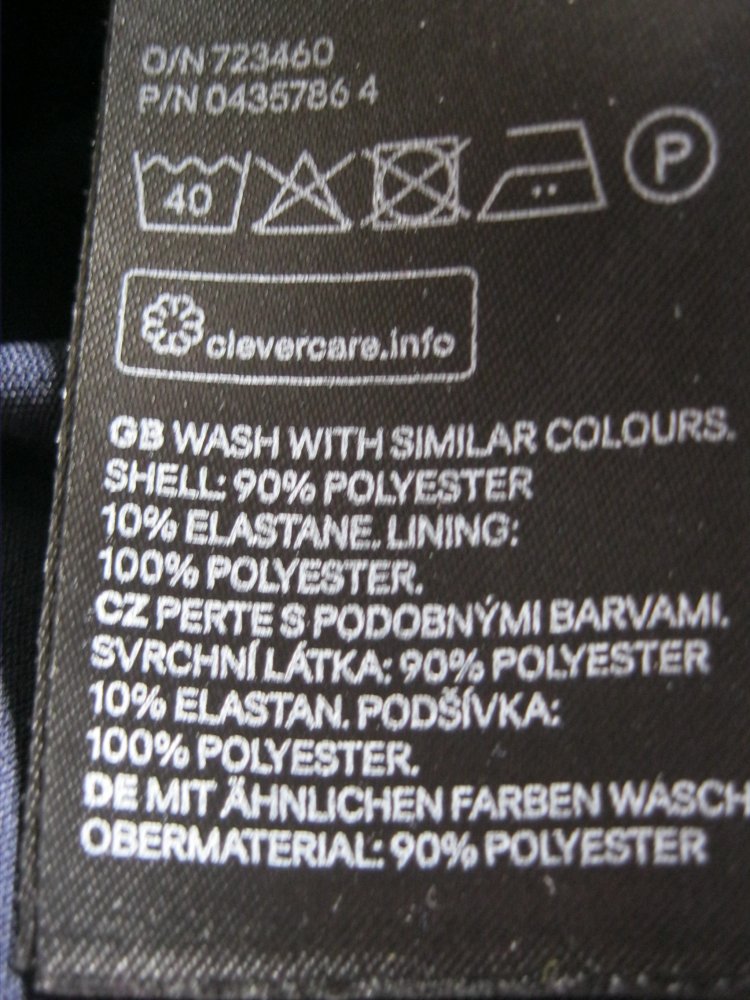 O/N 723460
P/N 0435786 4
40
P
clevercare.info
GB WASH WITH SIMILAR COLOURS.
SHELL: 90% POLYESTER
10% ELASTANE. LINING:
100% POLYESTER.
CZ PERTE S PODOBNÝMI BARVAMI.
SVRCHNÍ LÁTKA: 90% POLYESTER
10% ELASTAN. PODŠÍVKA:
100% POLYESTER.
DE MIT ÄHNLICHEN FARBEN WASCH
OBERMATERIAL: 90% POLYESTER